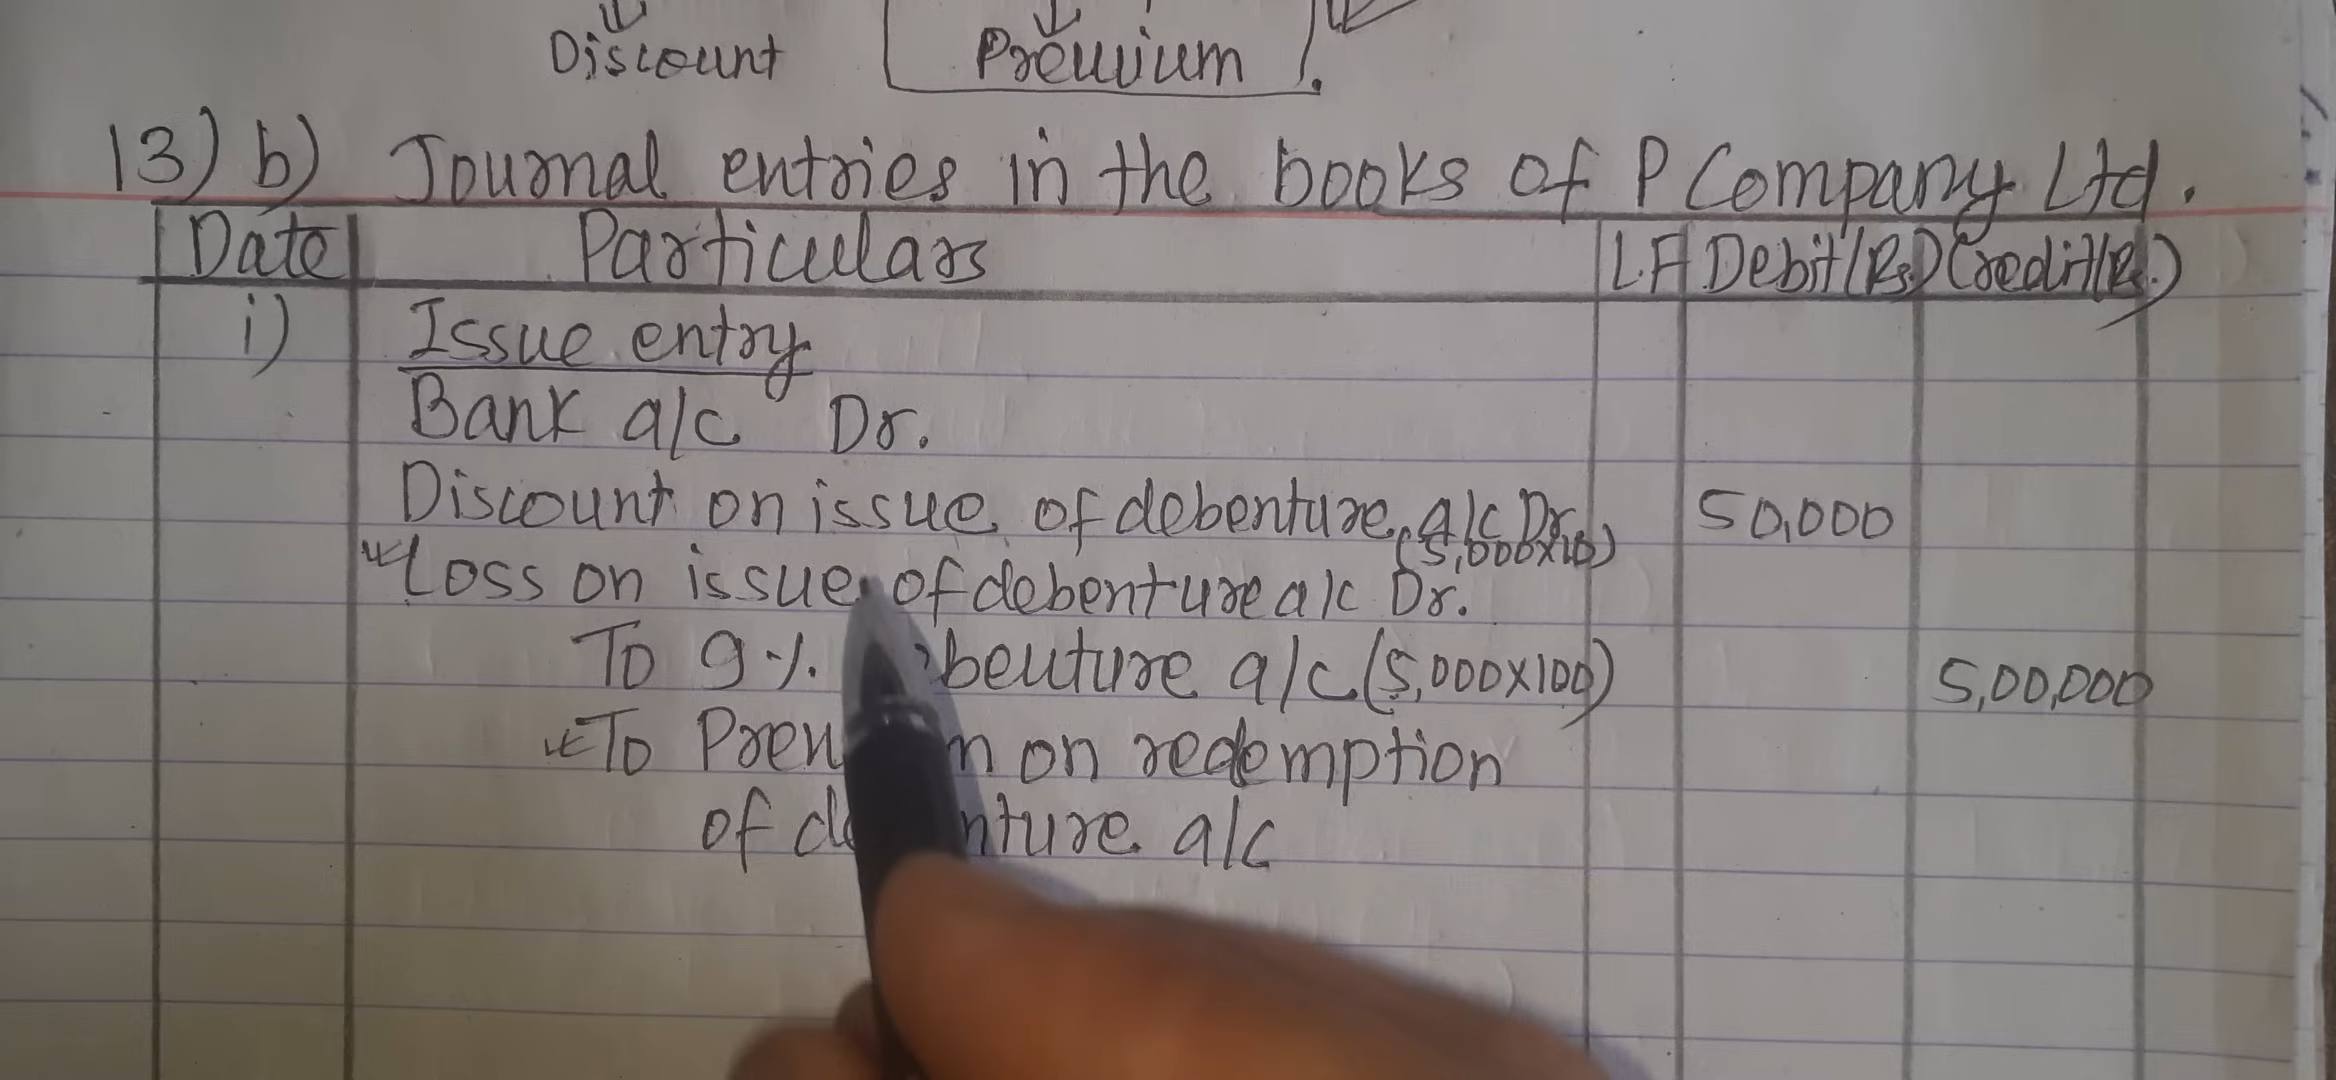 Discount Premium
13) b) Journal entries in the books of P Company Ltd.
Date Particulars L.F Debit (Rs) Credit (Rs.)
i) Issue entry
Bank a/c Dr.
Discount on issue of debenture a/c Dr. 50,000
(5,000x10)
Loss on issue of debenture a/c Dr.
To 9% benture a/c (5,000x100) 5,00,000
To Prem on redemption
of de nture a/c